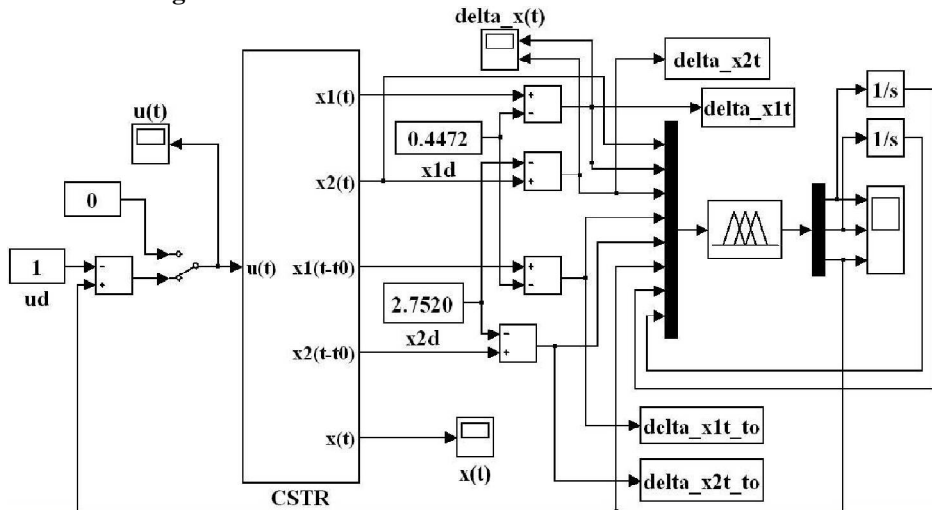 delta_x(t)
delta_x2t
delta_x1t
u(t)
0
1
-
+
ud
u(t)
x1(t)
x2(t)
x1(t-t0)
x2(t-t0)
x(t)
CSTR
0.4472
x1d
2.7520
x2d
+
-
-
+
+
-
-
+
1/s
1/s
x(t)
delta_x1t_to
delta_x2t_to